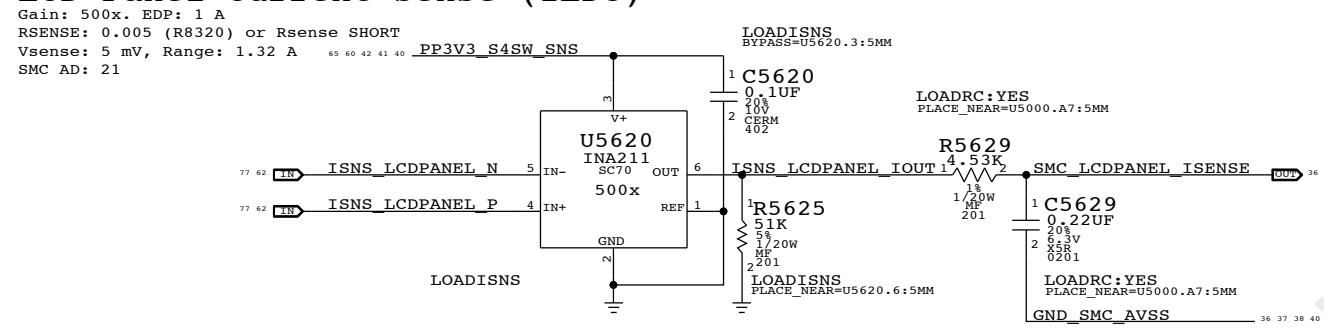 Gain: 500x. EDP: 1 A
RSENSE: 0.005 (R8320) or Rsense SHORT
Vsense: 5 mV, Range: 1.32 A
SMC AD: 21
65 60 42 41 40 PP3V3_S4SW_SNS
LOADISNS
BYPASS=U5620.3:5MM
1 C5620
0.1UF
20%
10V
2 CERM
402
LOADRC:YES
PLACE_NEAR=U5000.A7:5MM
3
V+
U5620
INA211
SC70
500x
77 62 IN ISNS_LCDPANEL_N 5 IN-
OUT 6 ISNS_LCDPANEL_IOUT
R5629
4.53K
1 2
1%
1/20W
MF
201
SMC_LCDPANEL_ISENSE OUT 36
77 62 IN ISNS_LCDPANEL_P 4 IN+
REF 1
GND
2
1 R5625
51K
5%
1/20W
MF
2 201
1 C5629
0.22UF
20%
6.3V
2 X5R
0201
LOADISNS
LOADISNS
PLACE_NEAR=U5620.6:5MM
LOADRC:YES
PLACE_NEAR=U5000.A7:5MM
GND_SMC_AVSS 36 37 38 40